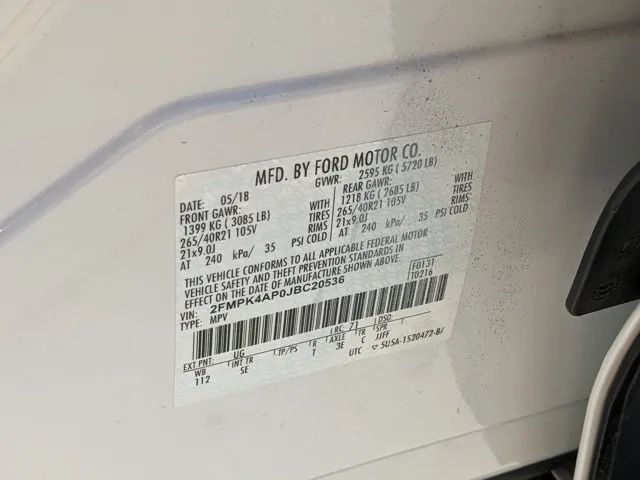 MFD. BY FORD MOTOR CO.
DATE: 05/18 GVWR: 2595 KG ( 5720 LB)
FRONT GAWR: REAR GAWR:
1399 KG ( 3085 LB) WITH 1218 KG ( 2685 LB) WITH
265/40R21 105V TIRES 265/40R21 105V TIRES
21x9.0J RIMS 21x9.0J RIMS
AT 240 kPa/ 35 PSI COLD AT 240 kPa/ 35 PSI COLD
THIS VEHICLE CONFORMS TO ALL APPLICABLE FEDERAL MOTOR
VEHICLE SAFETY AND THEFT PREVENTION STANDARDS IN
EFFECT ON THE DATE OF MANUFACTURE SHOWN ABOVE.
VIN: 2FMPK4AP0JBC20536 F0131
TYPE: MPV T0216
EXT PNT: UG RC: 71 DSO:
WB INT TR TP/PS R AXLE TR SPR
112 SE T 3E C JJFF
UTC 5U5A-1520472-BJ